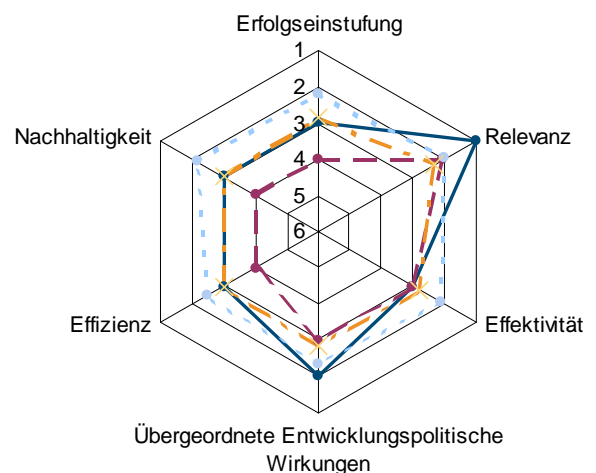 Erfolgseinstufung
1
2
3
4
5
6
Nachhaltigkeit
Relevanz
Effizienz
Effektivität
Übergeordnete Entwicklungspolitische
Wirkungen